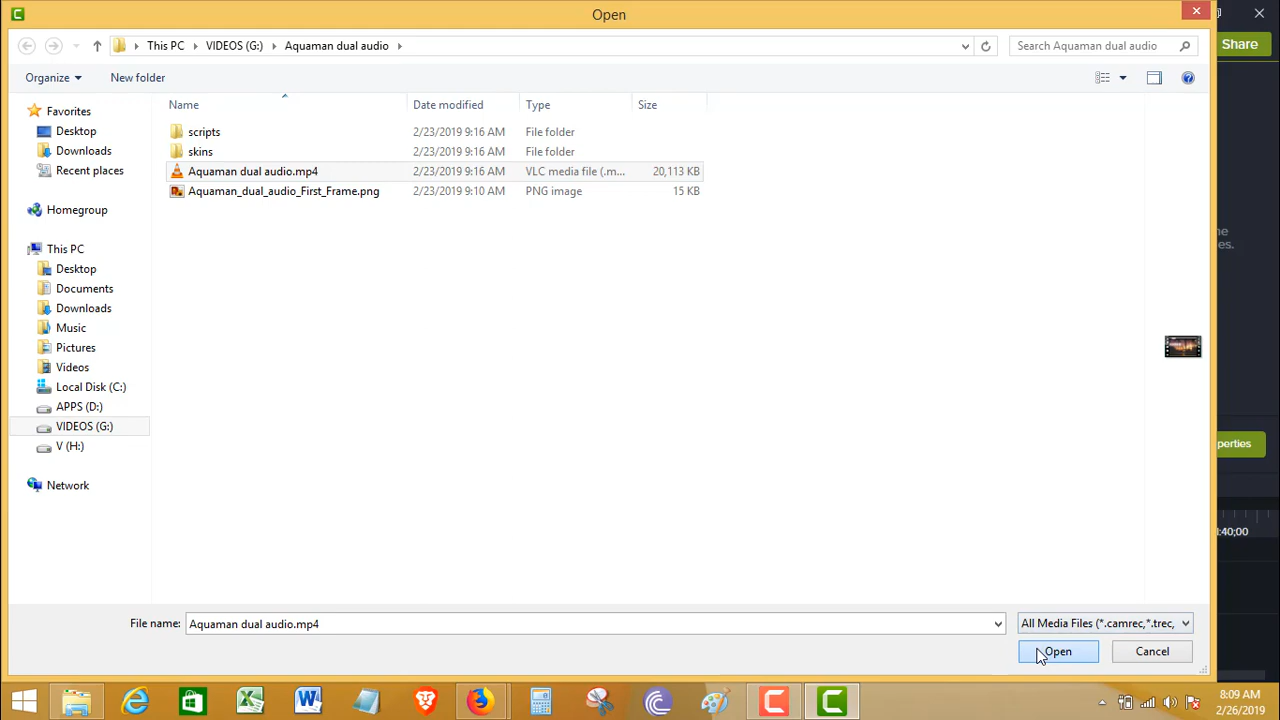 Open
This PC
VIDEOS (G:)
Aquaman dual audio
Search Aquaman dual audio
Share
Organize
New folder
Name
Date modified
Type
Size
Favorites
Desktop
Downloads
Recent places
Homegroup
This PC
Desktop
Documents
Downloads
Music
Pictures
Videos
Local Disk (C:)
APPS (D:)
VIDEOS (G:)
V (H:)
Network
scripts 2/23/2019 9:16 AM File folder
skins 2/23/2019 9:16 AM File folder
Aquaman dual audio.mp4 2/23/2019 9:16 AM VLC media file (.m... 20,113 KB
Aquaman_dual_audio_First_Frame.png 2/23/2019 9:10 AM PNG image 15 KB
es.
perties
:40;00
File name: Aquaman dual audio.mp4
All Media Files (*.camrec,*.trec,
Open
Cancel
8:09 AM
2/26/2019